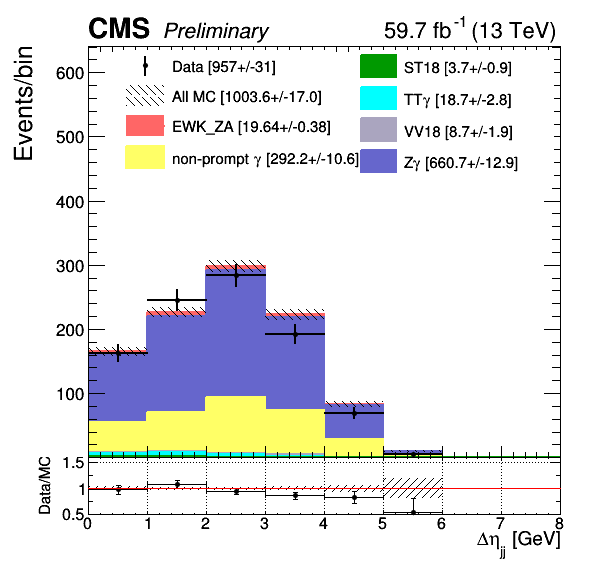 CMS Preliminary 59.7 fb⁻¹ (13 TeV)
Events/bin
600
500
400
300
200
100
Data [957+/-31]
All MC [1003.6+/-17.0]
EWK_ZA [19.64+/-0.38]
non-prompt γ [292.2+/-10.6]
ST18 [3.7+/-0.9]
TTγ [18.7+/-2.8]
VV18 [8.7+/-1.9]
Zγ [660.7+/-12.9]
Data/MC
1.5
1
0.5
0 1 2 3 4 5 6 7 8
Δη_jj [GeV]